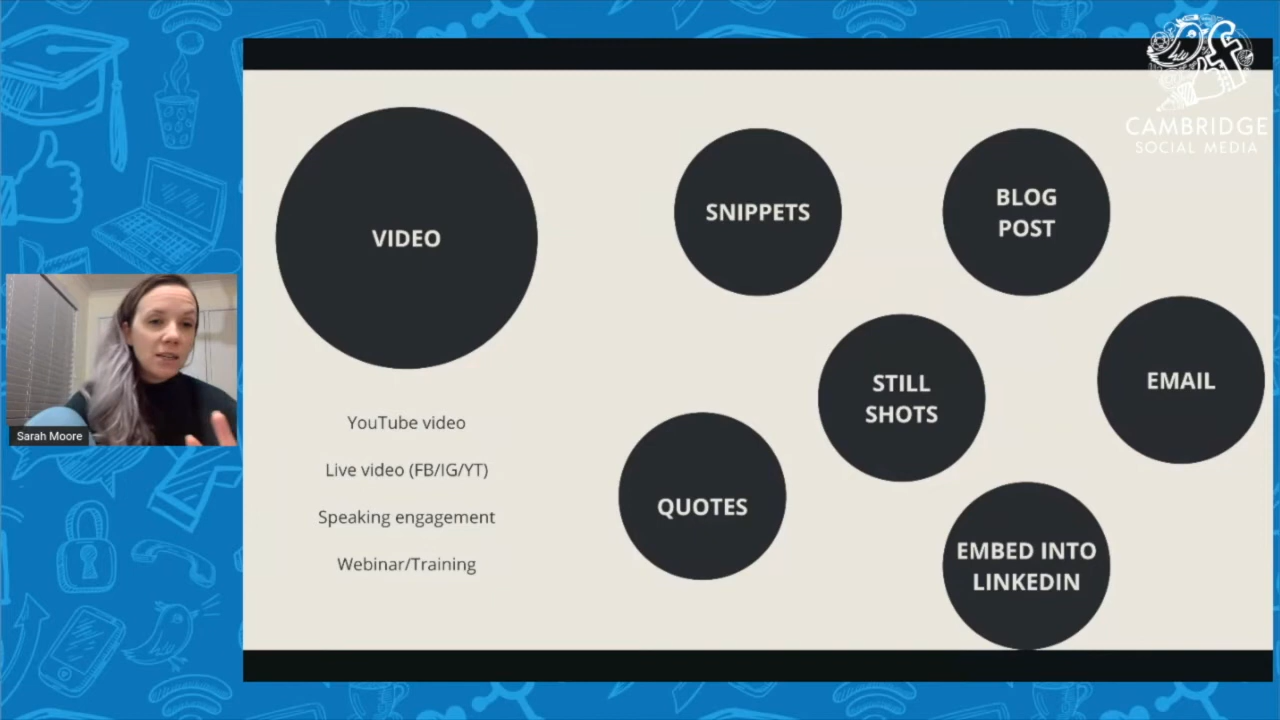 CAMBRIDGE
SOCIAL MEDIA
VIDEO
YouTube video
Live video (FB/IG/YT)
Speaking engagement
Webinar/Training
SNIPPETS
BLOG
POST
STILL
SHOTS
EMAIL
QUOTES
EMBED INTO
LINKEDIN
Sarah Moore